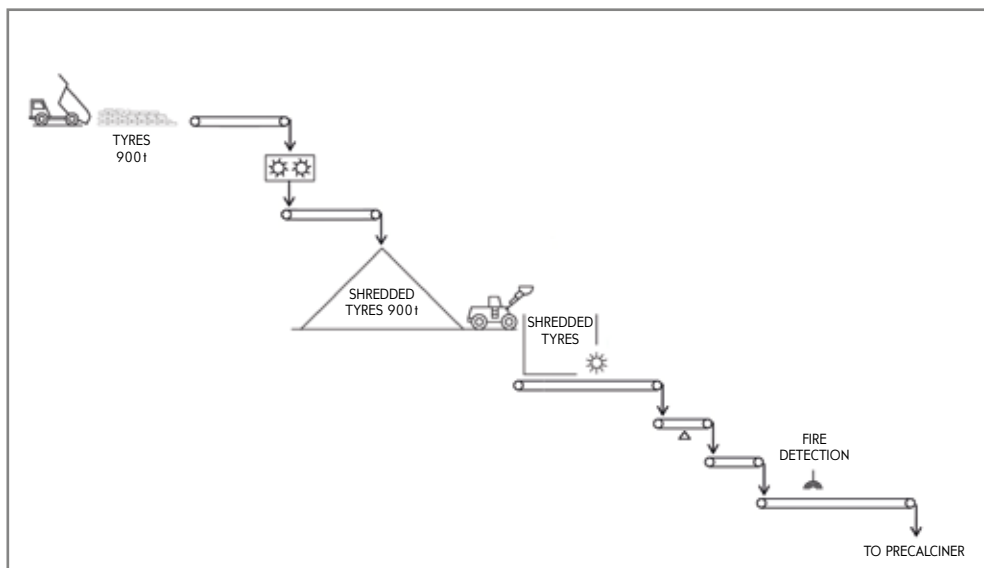 TYRES
900t
SHREDDED
TYRES 900t
SHREDDED
TYRES
FIRE
DETECTION
TO PRECALCINER